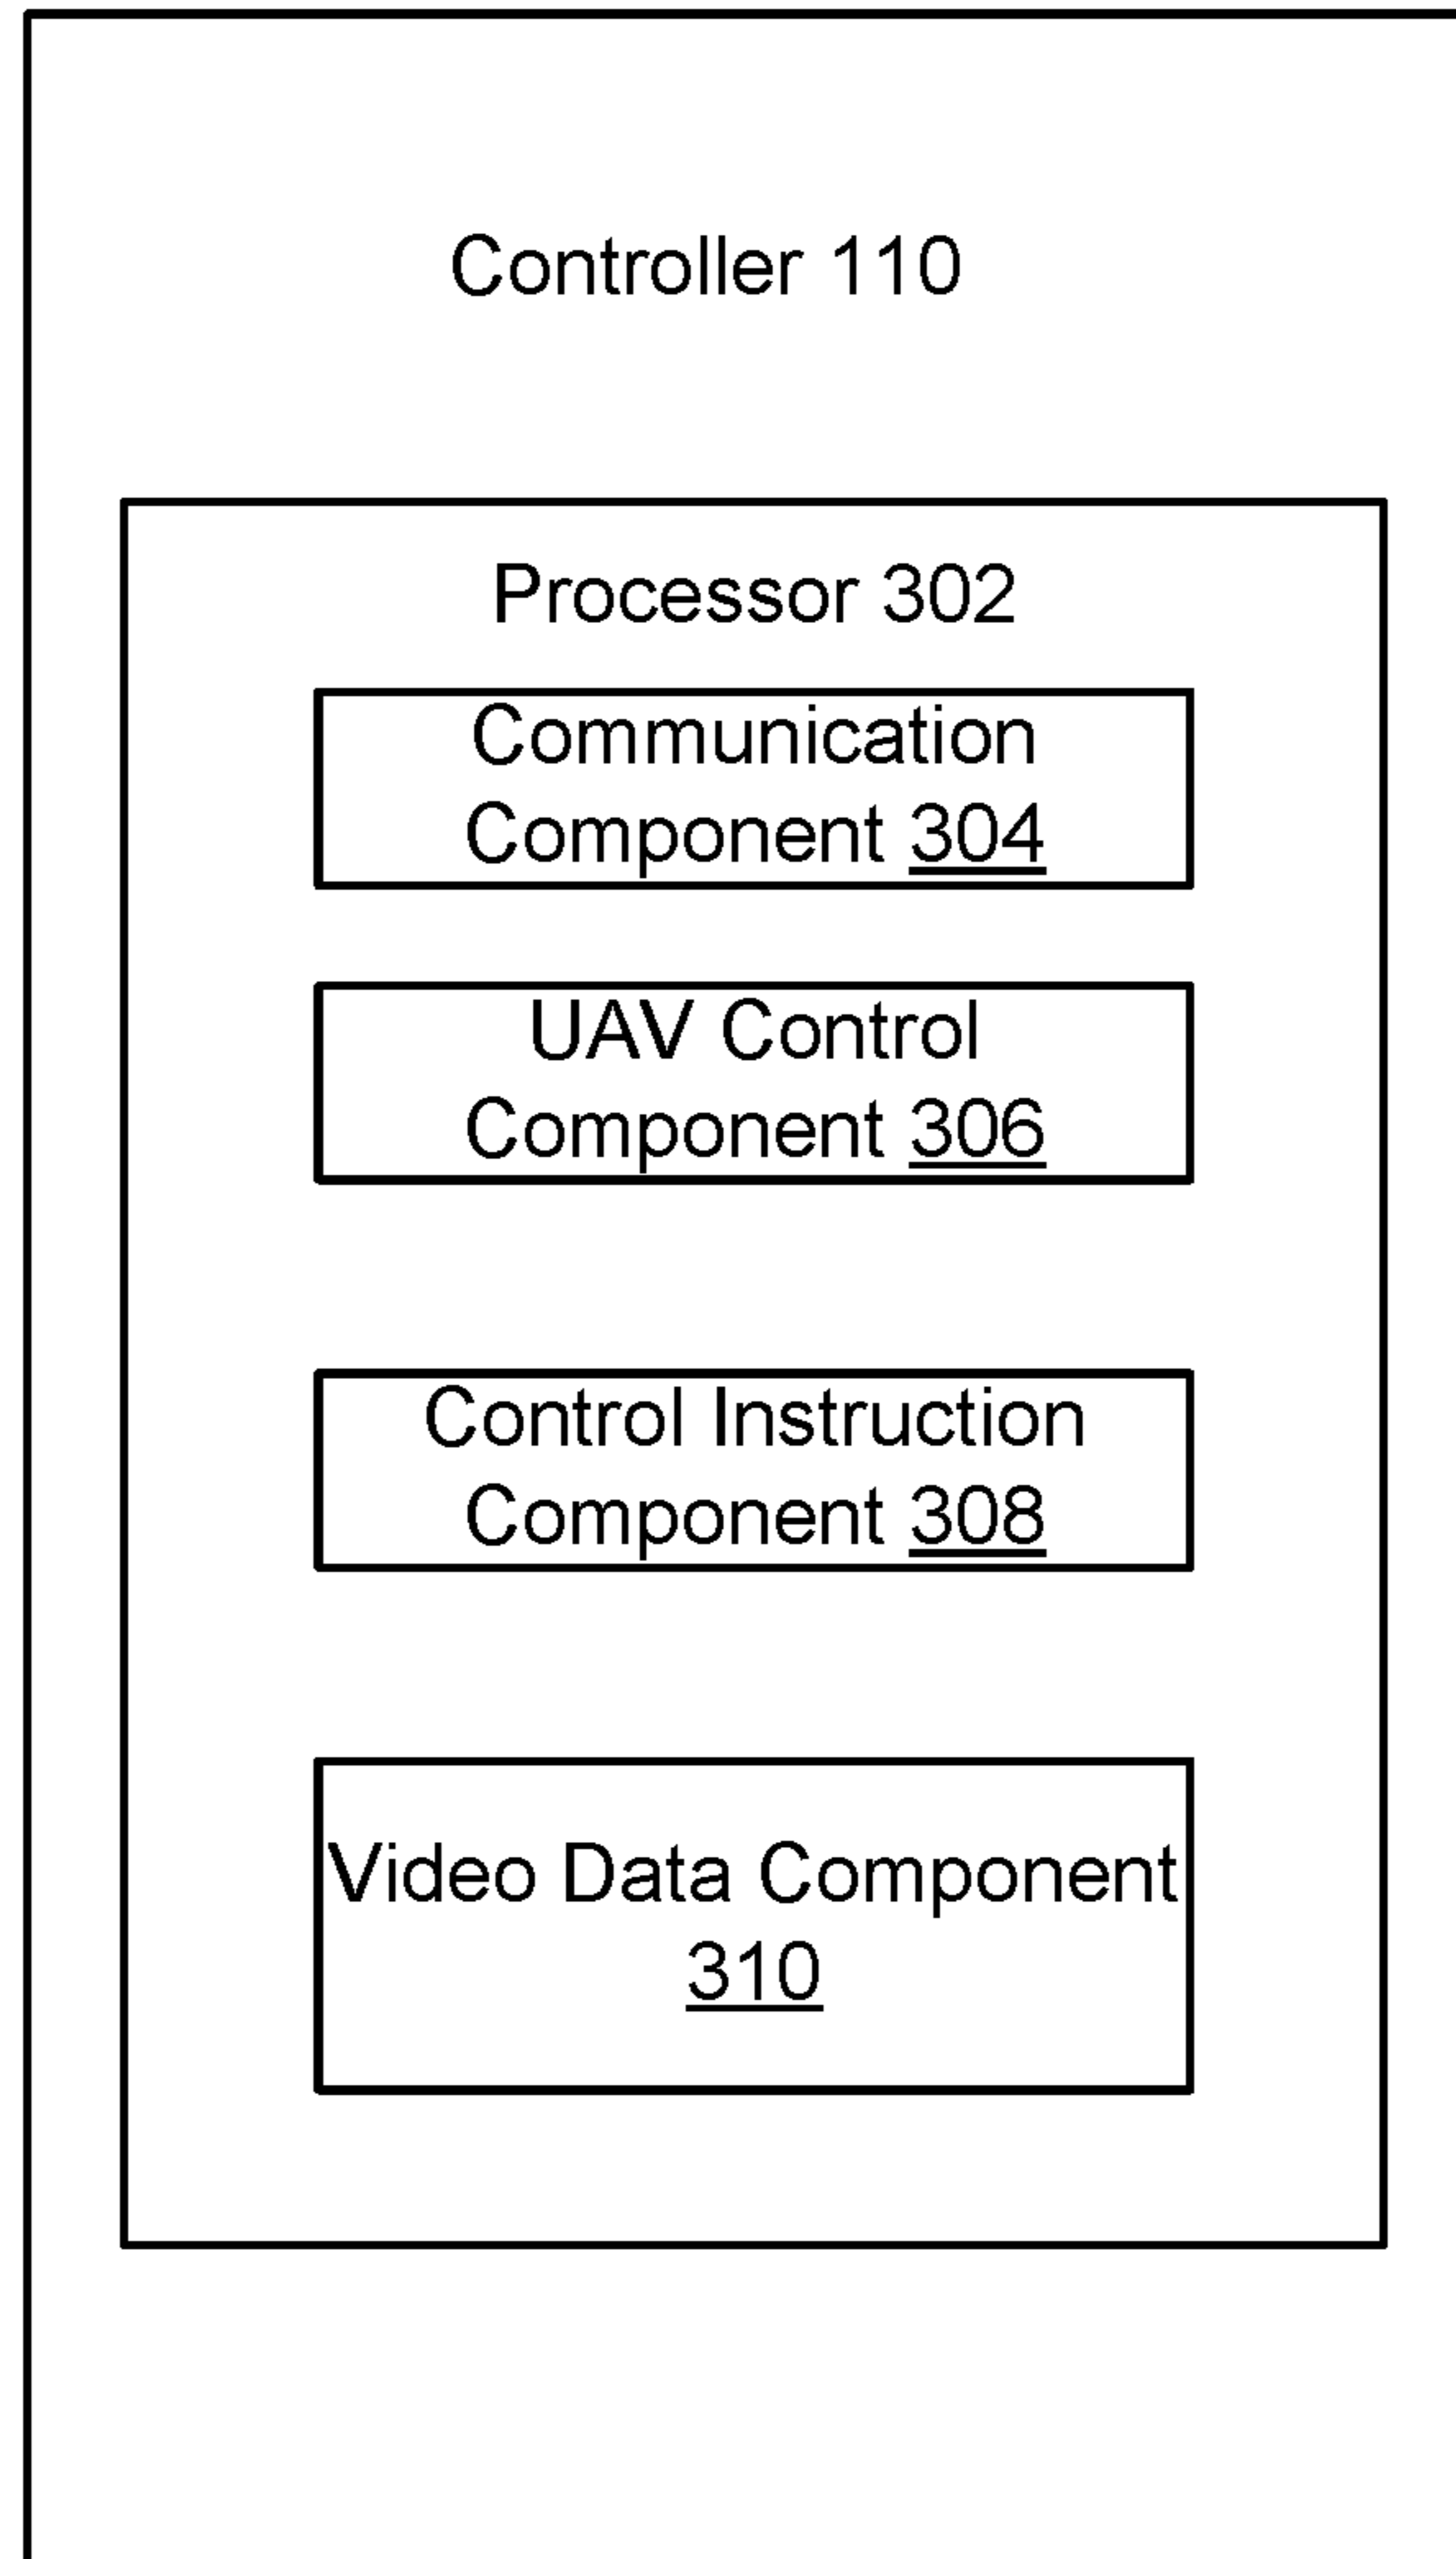 Controller 110
Processor 302
Communication
Component 304
UAV Control
Component 306
Control Instruction
Component 308
Video Data Component
310